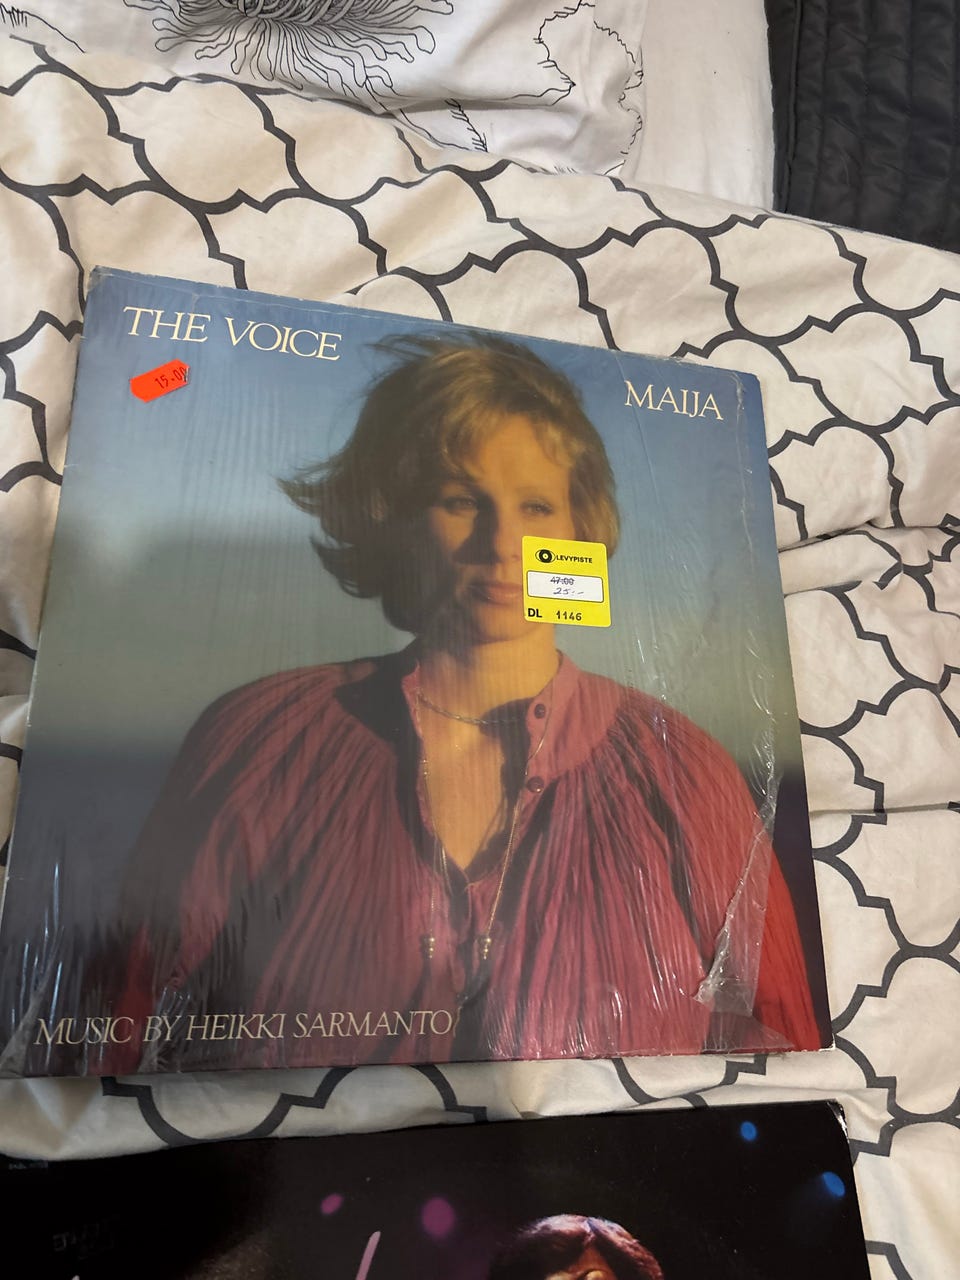 THE VOICE
MAIJA
15.00
LEVYPISTE
47.00
25.-
DL 1146
MUSIC BY HEIKKI SARMANTO